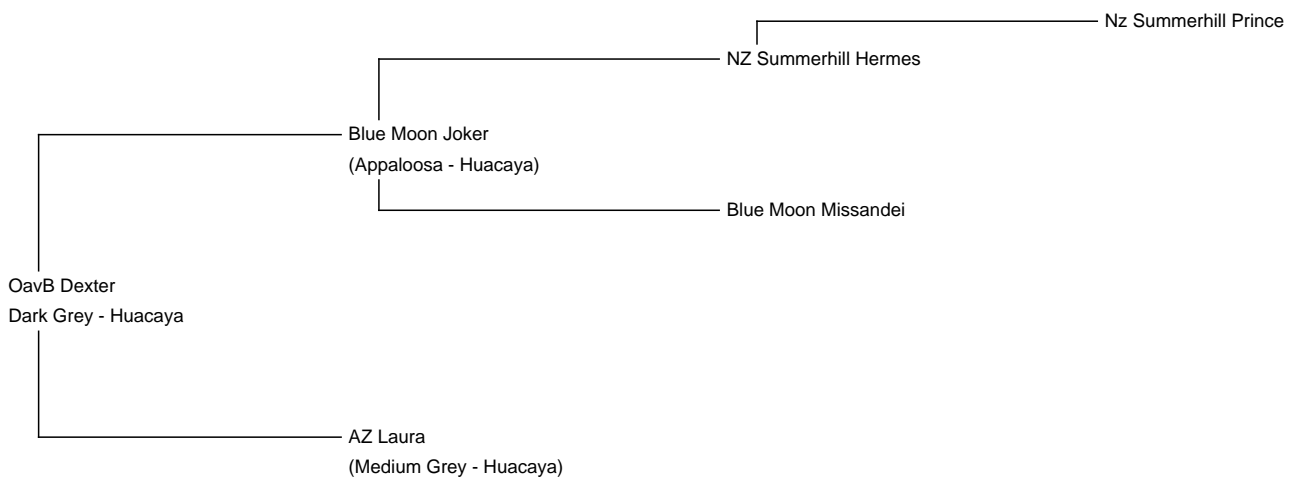 Nz Summerhill Prince
NZ Summerhill Hermes
Blue Moon Joker
(Appaloosa - Huacaya)
Blue Moon Missandei
OavB Dexter
Dark Grey - Huacaya
AZ Laura
(Medium Grey - Huacaya)